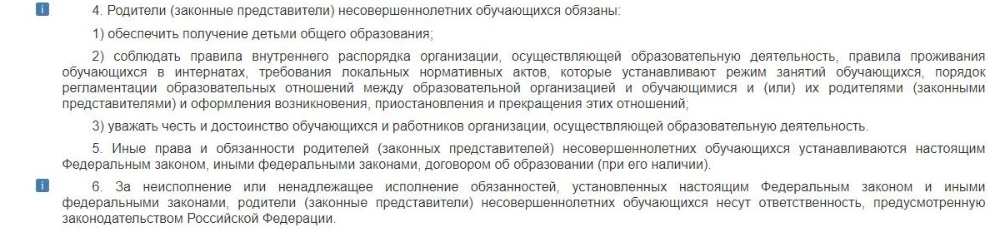 4. Родители (законные представители) несовершеннолетних обучающихся обязаны:
1) обеспечить получение детьми общего образования;
2) соблюдать правила внутреннего распорядка организации, осуществляющей образовательную деятельность, правила проживания
обучающихся в интернатах, требования локальных нормативных актов, которые устанавливают режим занятий обучающихся, порядок
регламентации образовательных отношений между образовательной организацией и обучающимися и (или) их родителями (законными
представителями) и оформления возникновения, приостановления и прекращения этих отношений;
3) уважать честь и достоинство обучающихся и работников организации, осуществляющей образовательную деятельность.
5. Иные права и обязанности родителей (законных представителей) несовершеннолетних обучающихся устанавливаются настоящим
Федеральным законом, иными федеральными законами, договором об образовании (при его наличии).
6. За неисполнение или ненадлежащее исполнение обязанностей, установленных настоящим Федеральным законом и иными
федеральными законами, родители (законные представители) несовершеннолетних обучающихся несут ответственность, предусмотренную
законодательством Российской Федерации.